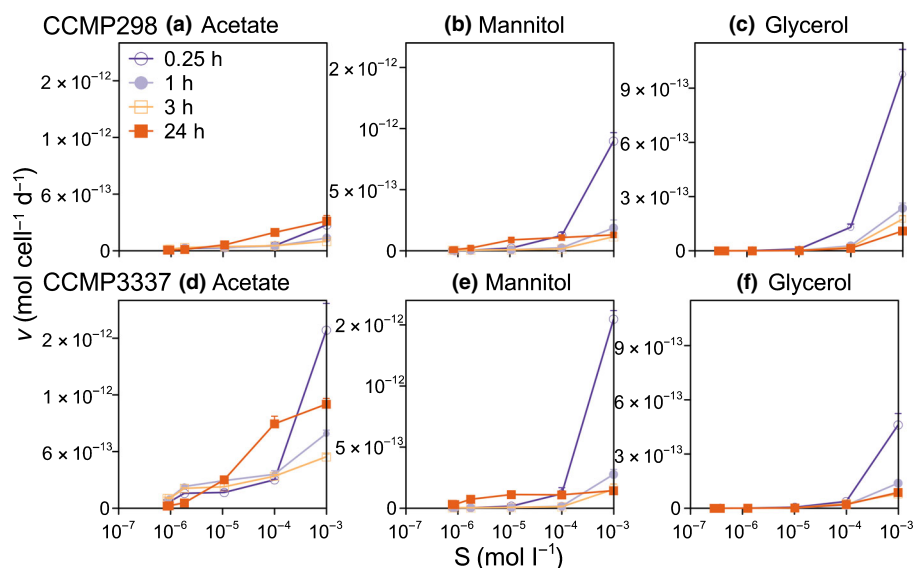 CCMP298 (a) Acetate (b) Mannitol (c) Glycerol
0.25 h
1 h
3 h
24 h
2 × 10⁻¹²
1 × 10⁻¹²
6 × 10⁻¹³
0
2 × 10⁻¹²
10⁻¹²
5 × 10⁻¹³
0
9 × 10⁻¹³
6 × 10⁻¹³
3 × 10⁻¹³
0
v (mol cell⁻¹ d⁻¹)
CCMP3337 (d) Acetate (e) Mannitol (f) Glycerol
2 × 10⁻¹²
1 × 10⁻¹²
6 × 10⁻¹³
0
2 × 10⁻¹²
10⁻¹²
5 × 10⁻¹³
0
9 × 10⁻¹³
6 × 10⁻¹³
3 × 10⁻¹³
0
10⁻⁷ 10⁻⁶ 10⁻⁵ 10⁻⁴ 10⁻³ 10⁻⁶ 10⁻⁵ 10⁻⁴ 10⁻³ 10⁻⁷ 10⁻⁶ 10⁻⁵ 10⁻⁴ 10⁻³
S (mol l⁻¹)